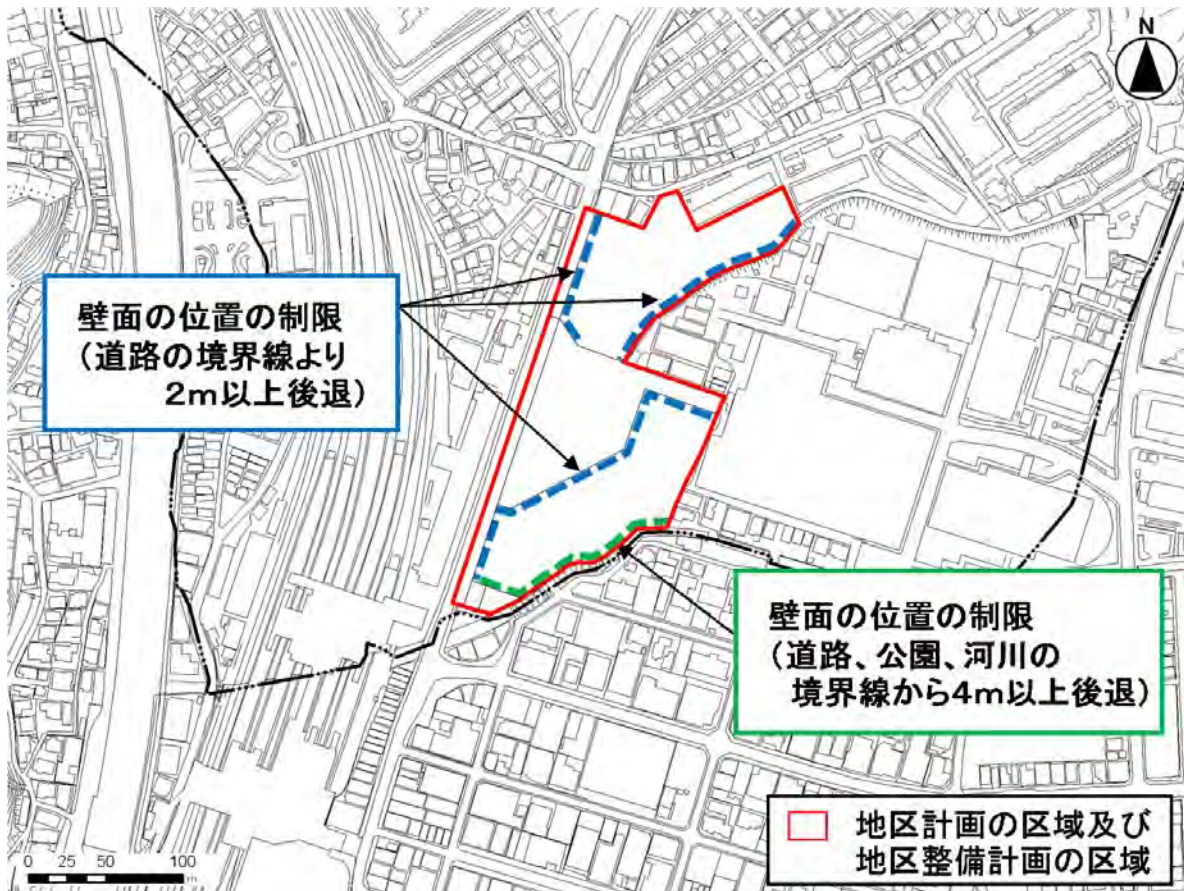 N
壁面の位置の制限
（道路の境界線より
2m以上後退）
壁面の位置の制限
（道路、公園、河川の
境界線から4m以上後退）
地区計画の区域及び
地区整備計画の区域
0 25 50 100
m